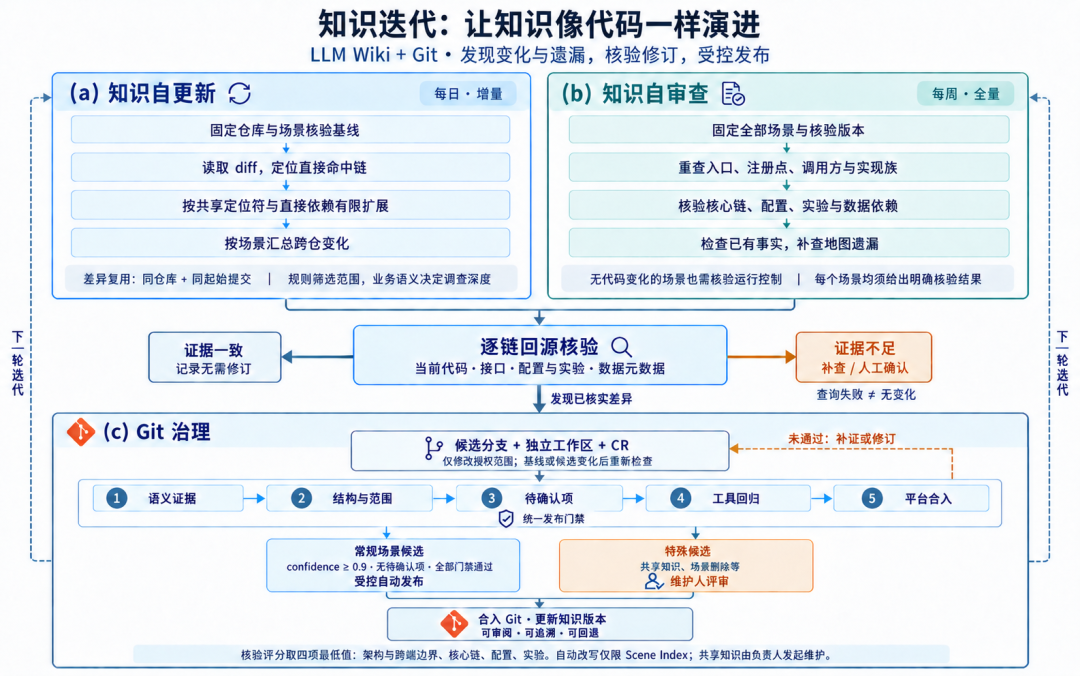 知识迭代：让知识像代码一样演进
LLM Wiki + Git • 发现变化与遗漏，核验修订，受控发布
(a) 知识自更新
每日 · 增量
固定仓库与场景核验基线
读取 diff，定位直接命中链
按共享定位符与直接依赖有限扩展
按场景汇总跨仓变化
差异复用：同仓库 + 同起始提交 | 规则筛选范围，业务语义决定调查深度
(b) 知识自审查
每周 · 全量
固定全部场景与核验版本
重查入口、注册点、调用方与实现族
核验核心链、配置、实验与数据依赖
检查已有事实，补查地图遗漏
无代码变化的场景也需核验运行控制 | 每个场景均须给出明确核验结果
下一轮迭代
下一轮迭代
证据一致
记录无需修订
逐链回源核验
当前代码 · 接口 · 配置与实验 · 数据元数据
证据不足
补查 / 人工确认
查询失败 ≠ 无变化
发现已核实差异
(c) Git 治理
候选分支 + 独立工作区 + CR
仅修改授权范围；基线或候选变化后重新检查
未通过：补证或修订
1 语义证据
2 结构与范围
3 待确认项
4 工具回归
5 平台合入
统一发布门禁
常规场景候选
confidence ≥ 0.9 · 无待确认项 · 全部门禁通过
受控自动发布
特殊候选
共享知识、场景删除等
维护人评审
合入 Git · 更新知识版本
可审阅 · 可追溯 · 可回退
核验评分取四项最低值：架构与跨端边界、核心链、配置、实验。自动改写仅限 Scene Index；共享知识由负责人发起维护。